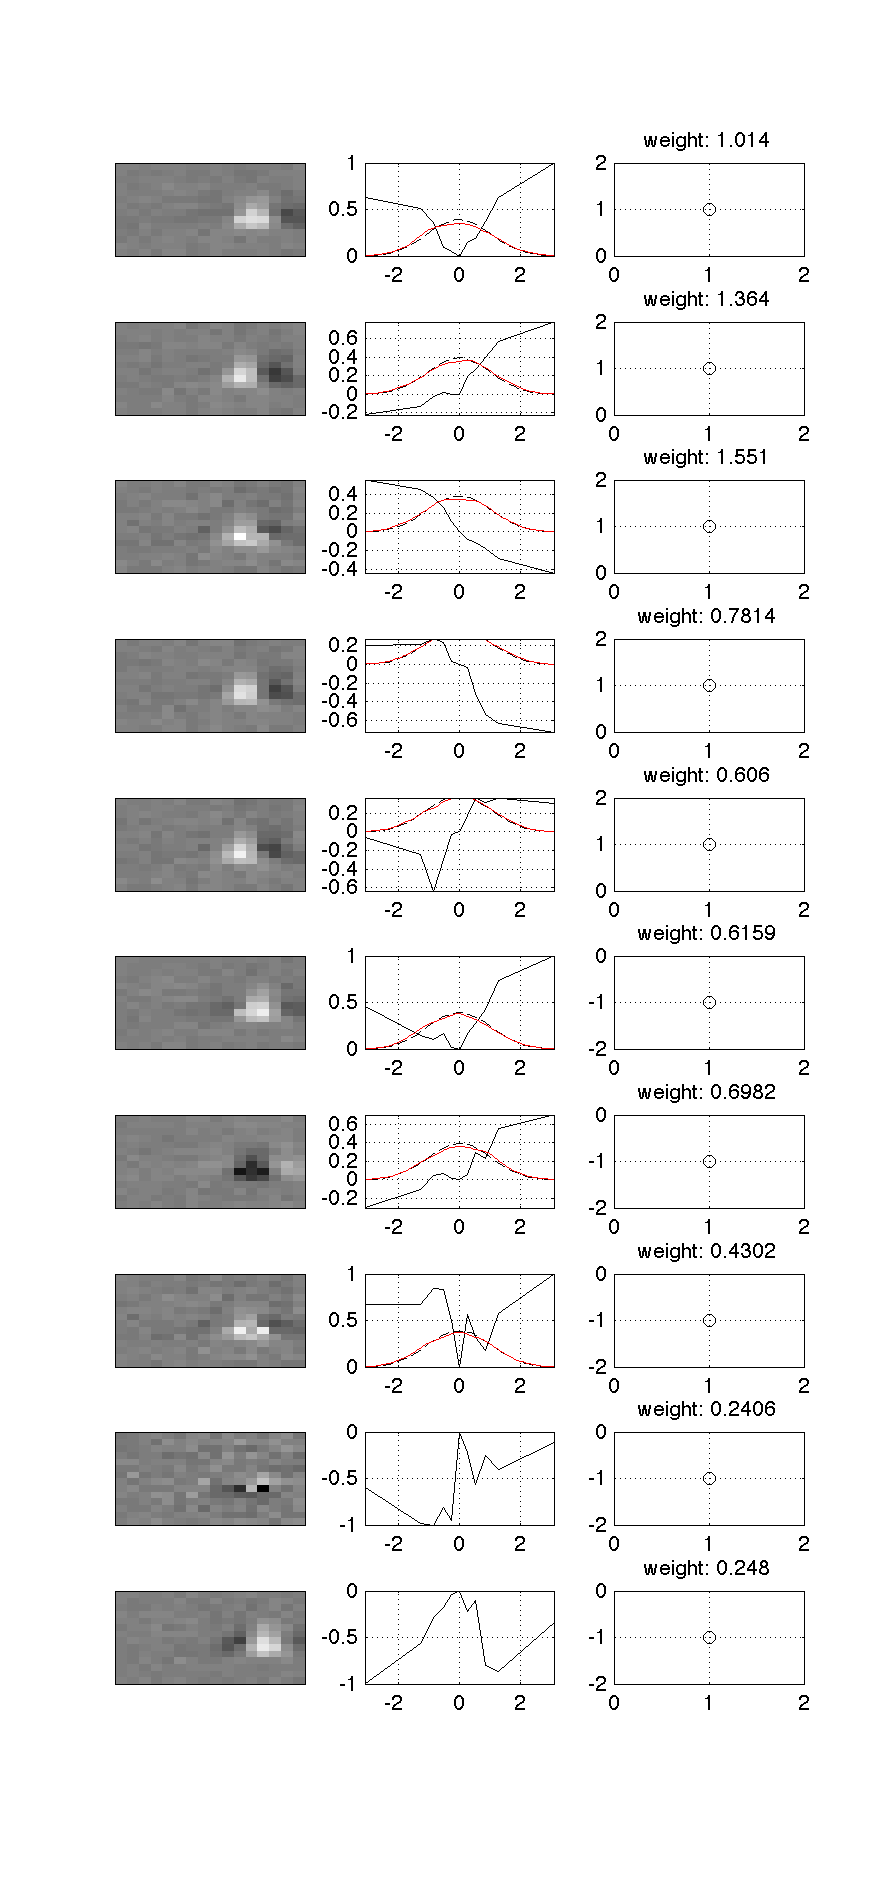 weight: 1.014
1 0.5 0 -2 0 2
2 1 0 0 1 2
weight: 1.364
0.6 0.4 0.2 0 -0.2 -2 0 2
2 1 0 0 1 2
weight: 1.551
0.4 0.2 0 -0.2 -0.4 -2 0 2
2 1 0 0 1 2
weight: 0.7814
0.2 0 -0.2 -0.4 -0.6 -2 0 2
2 1 0 0 1 2
weight: 0.606
0.2 0 -0.2 -0.4 -0.6 -2 0 2
2 1 0 0 1 2
weight: 0.6159
1 0.5 0 -2 0 2
0 -1 -2 0 1 2
weight: 0.6982
0.6 0.4 0.2 0 -0.2 -2 0 2
0 -1 -2 0 1 2
weight: 0.4302
1 0.5 0 -2 0 2
0 -1 -2 0 1 2
weight: 0.2406
0 -0.5 -1 -2 0 2
0 -1 -2 0 1 2
weight: 0.248
0 -0.5 -1 -2 0 2
0 -1 -2 0 1 2